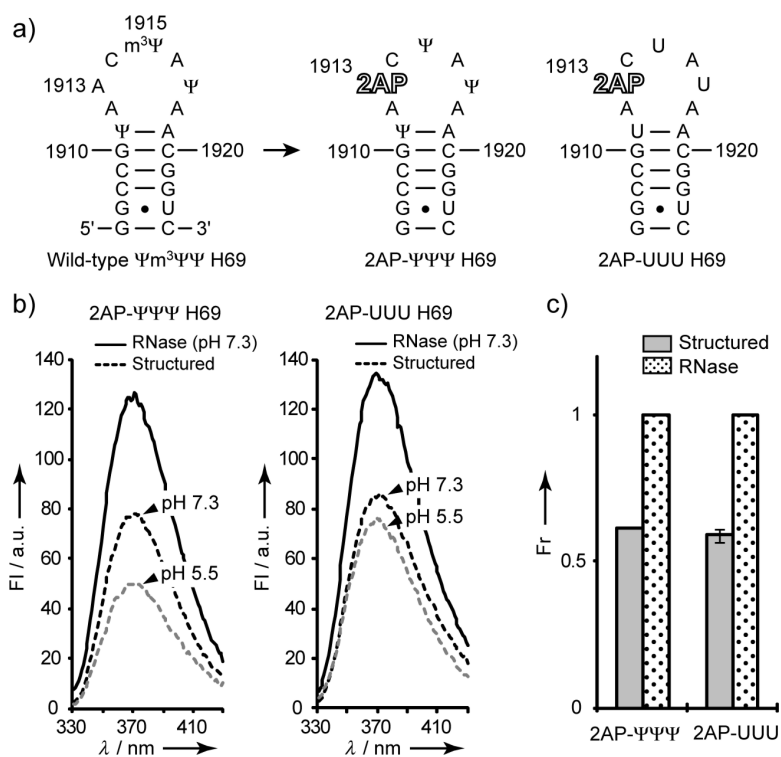 a)
1915
m³Ψ
C A
1913 A Ψ
A A
Ψ A
1910 G C 1920
C G
C G
G U
5' G C 3'
Wild-type Ψm³ΨΨ H69
Ψ
C A
1913 2AP Ψ
A A
Ψ A
1910 G C 1920
C G
C G
G U
G C
2AP-ΨΨΨ H69
U
C A
1913 2AP U
A A
U A
1910 G C 1920
C G
C G
G U
G C
2AP-UUU H69
b)
2AP-ΨΨΨ H69
RNase (pH 7.3)
Structured
140
120
100
80
60
40
20
0
FI / a.u.
pH 7.3
pH 5.5
330 370 410
λ / nm
2AP-UUU H69
RNase (pH 7.3)
Structured
140
120
100
80
60
40
20
0
FI / a.u.
pH 7.3
pH 5.5
330 370 410
λ / nm
c)
Structured
RNase
1
0.5
0
Fr
2AP-ΨΨΨ 2AP-UUU